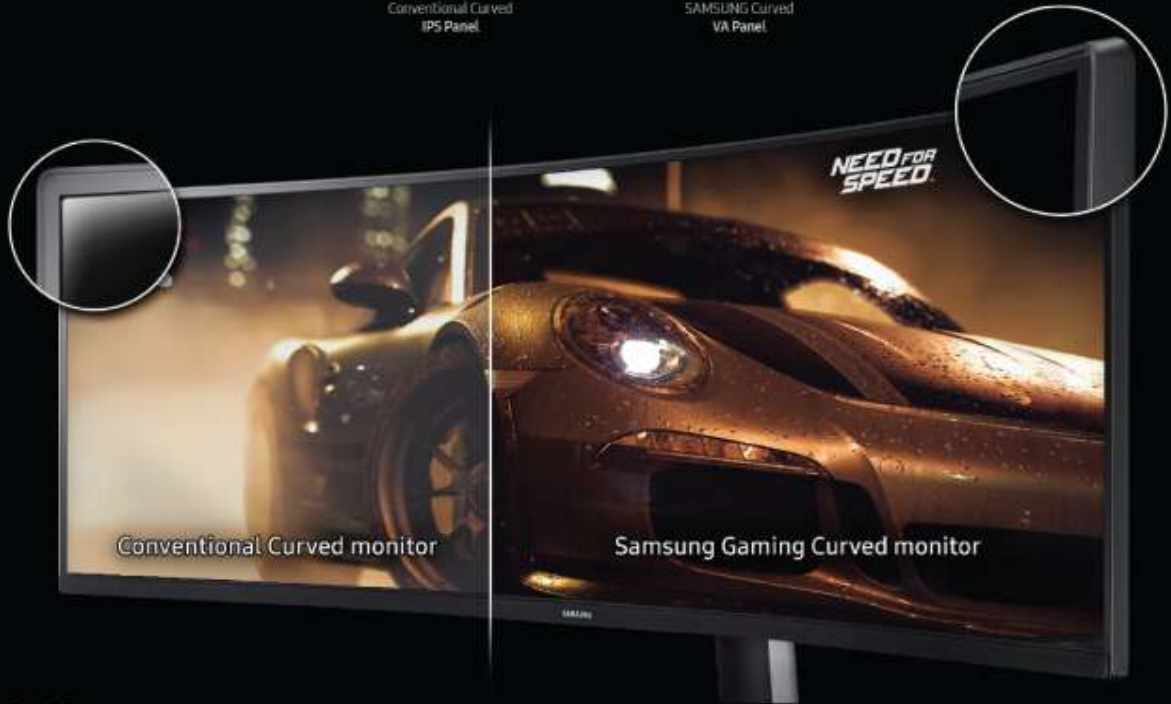 Conventional Curved
IPS Panel
SAMSUNG Curved
VA Panel
NEED FOR
SPEED
Conventional Curved monitor
Samsung Gaming Curved monitor
SAMSUNG